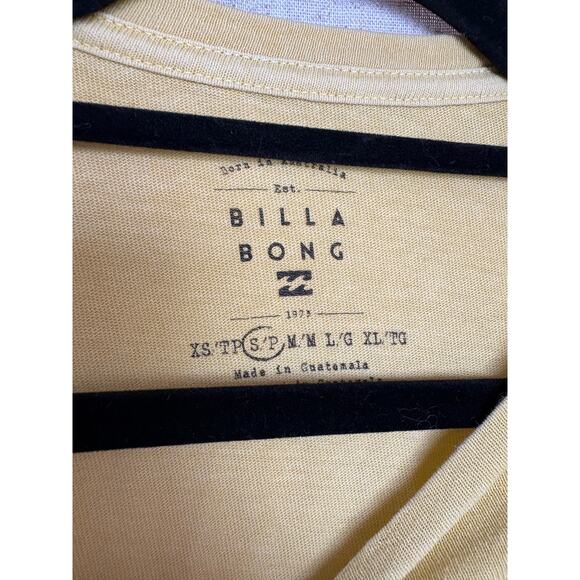 Born in Australia
Est.
BILLA
BONG
1973
XS/TP S/P M/M L/G XL/TG
Made in Guatemala